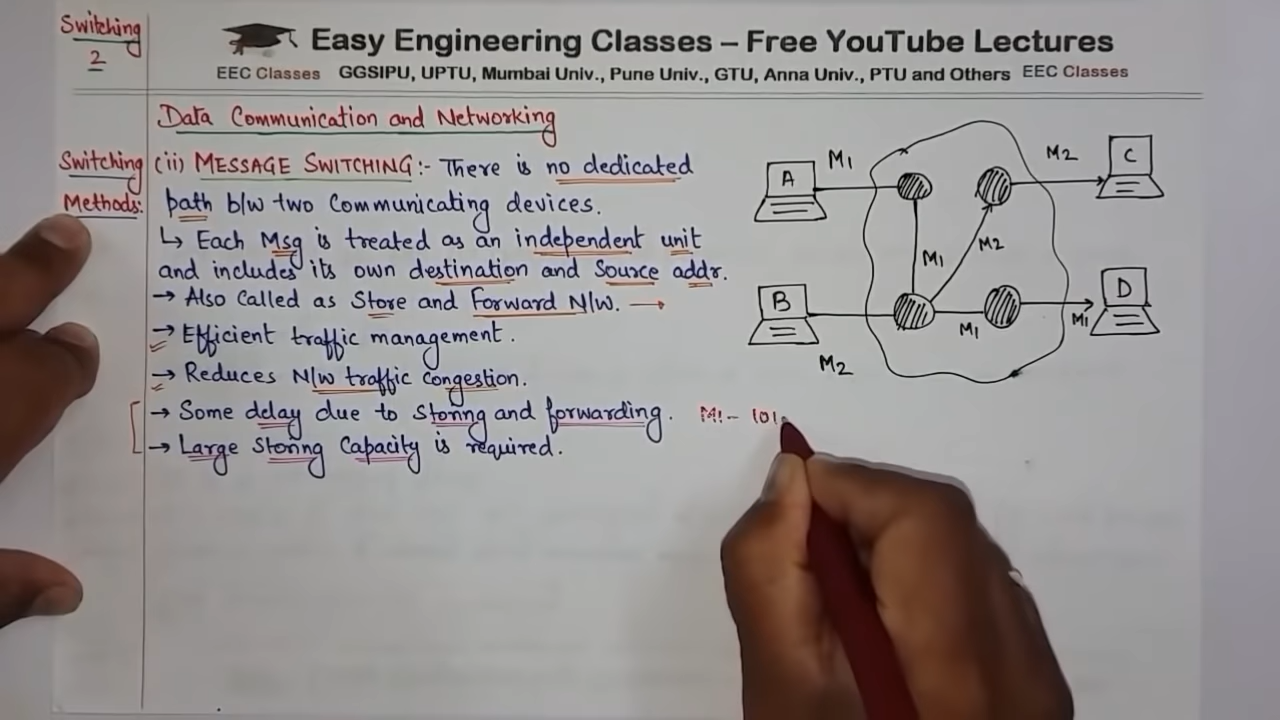 Switching
2
Easy Engineering Classes – Free YouTube Lectures
EEC Classes GGSIPU, UPTU, Mumbai Univ., Pune Univ., GTU, Anna Univ., PTU and Others EEC Classes
Data Communication and Networking
Switching Methods:
(ii) MESSAGE SWITCHING:- There is no dedicated
path b/w two Communicating devices.
↳ Each Msg is treated as an independent unit
and includes its own destination and Source addr.
→ Also Called as Store and Forward N/w. →
→ Efficient traffic management.
→ Reduces N/w traffic Congestion.
→ Some delay due to Storing and forwarding.
→ Large Storing Capacity is required.
M1 - 101
A
M1
M2
C
M1
M2
B
M2
M1
M1
D